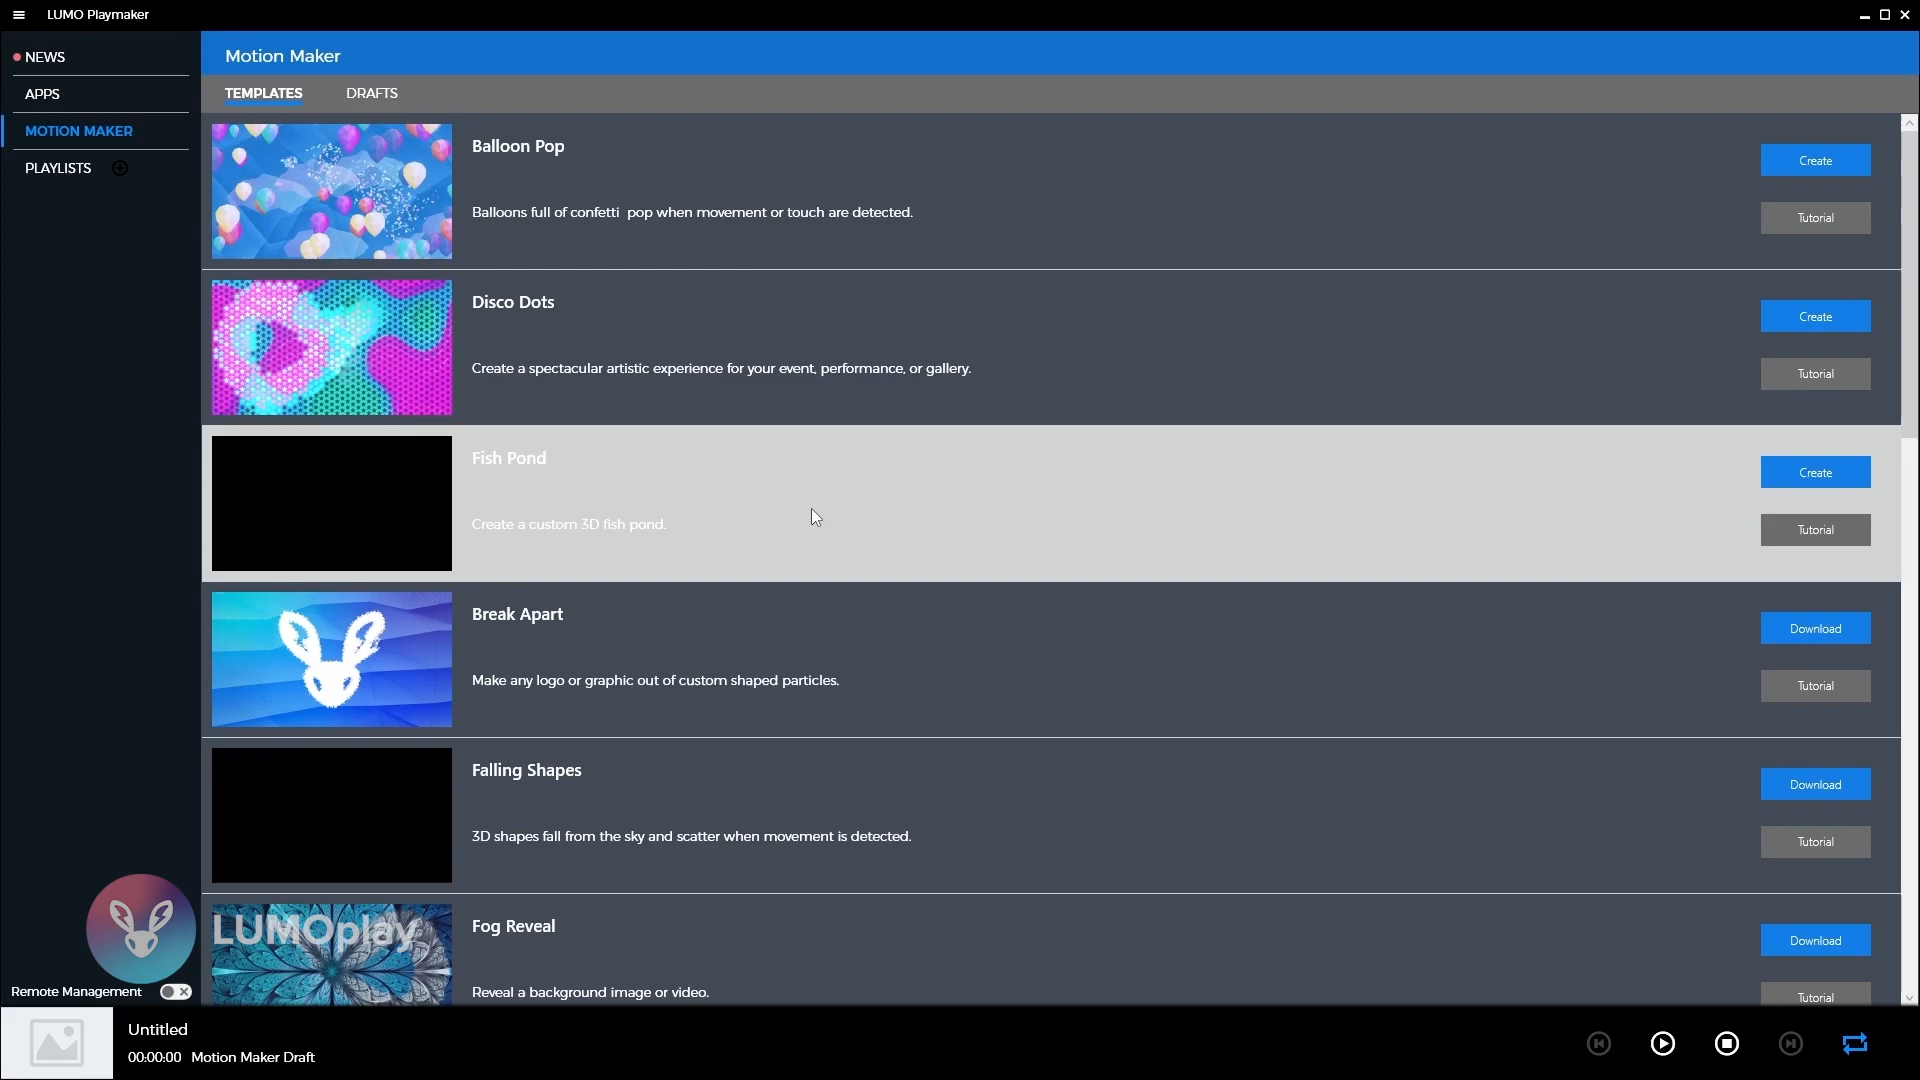 LUMO Playmaker
NEWS
APPS
MOTION MAKER
PLAYLISTS
Motion Maker
TEMPLATES DRAFTS
Balloon Pop
Create
Balloons full of confetti  pop when movement or touch are detected.
Tutorial
Disco Dots
Create
Create a spectacular artistic experience for your event, performance, or gallery.
Tutorial
Fish Pond
Create
Create a custom 3D fish pond.
Tutorial
Break Apart
Download
Make any logo or graphic out of custom shaped particles.
Tutorial
Falling Shapes
Download
3D shapes fall from the sky and scatter when movement is detected.
Tutorial
LUMOplay
Fog Reveal
Download
Reveal a background image or video.
Tutorial
Remote Management
Untitled
00:00:00 Motion Maker Draft